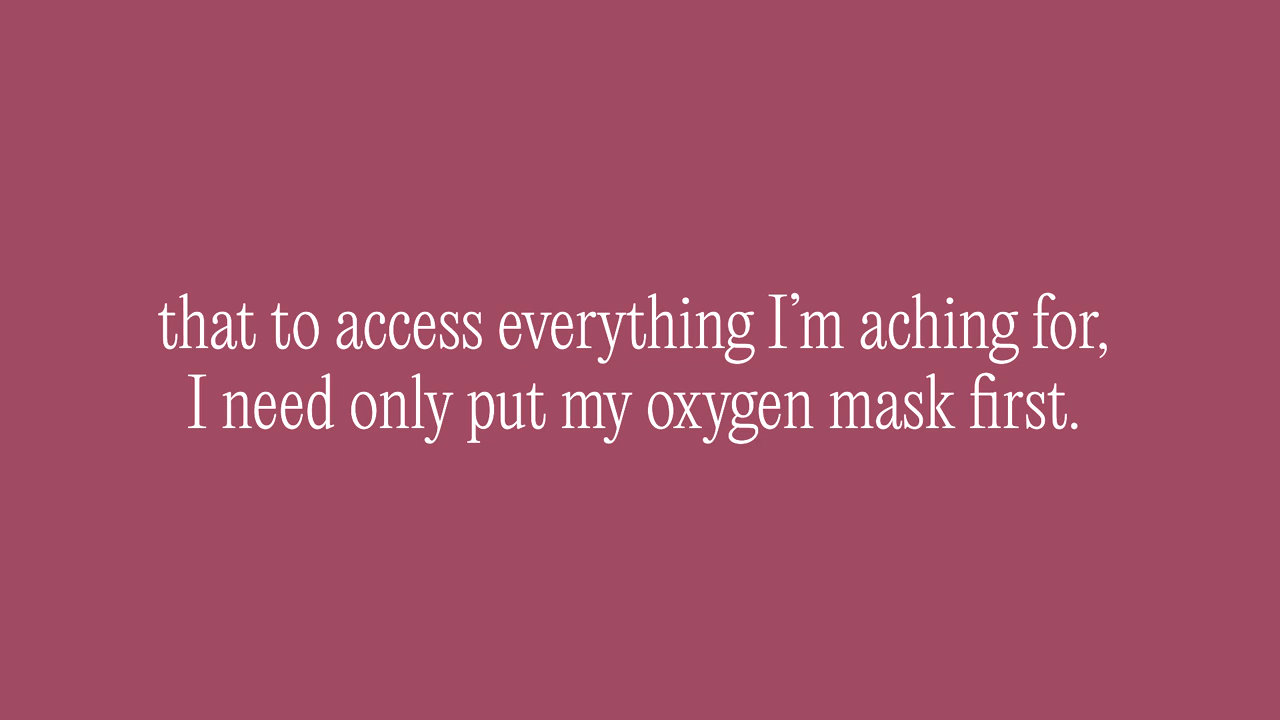 that to access everything I’m aching for,
I need only put my oxygen mask first.